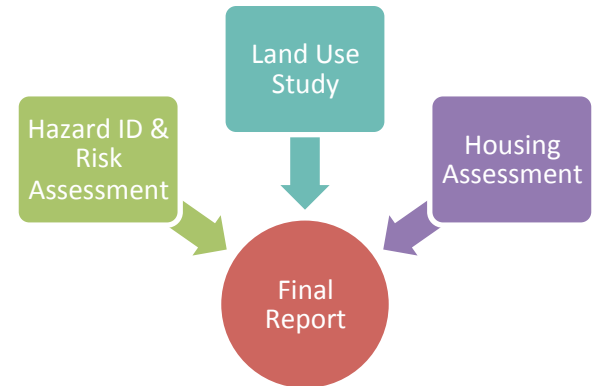 Land Use
Study
Hazard ID &
Risk
Assessment
Housing
Assessment
Final
Report